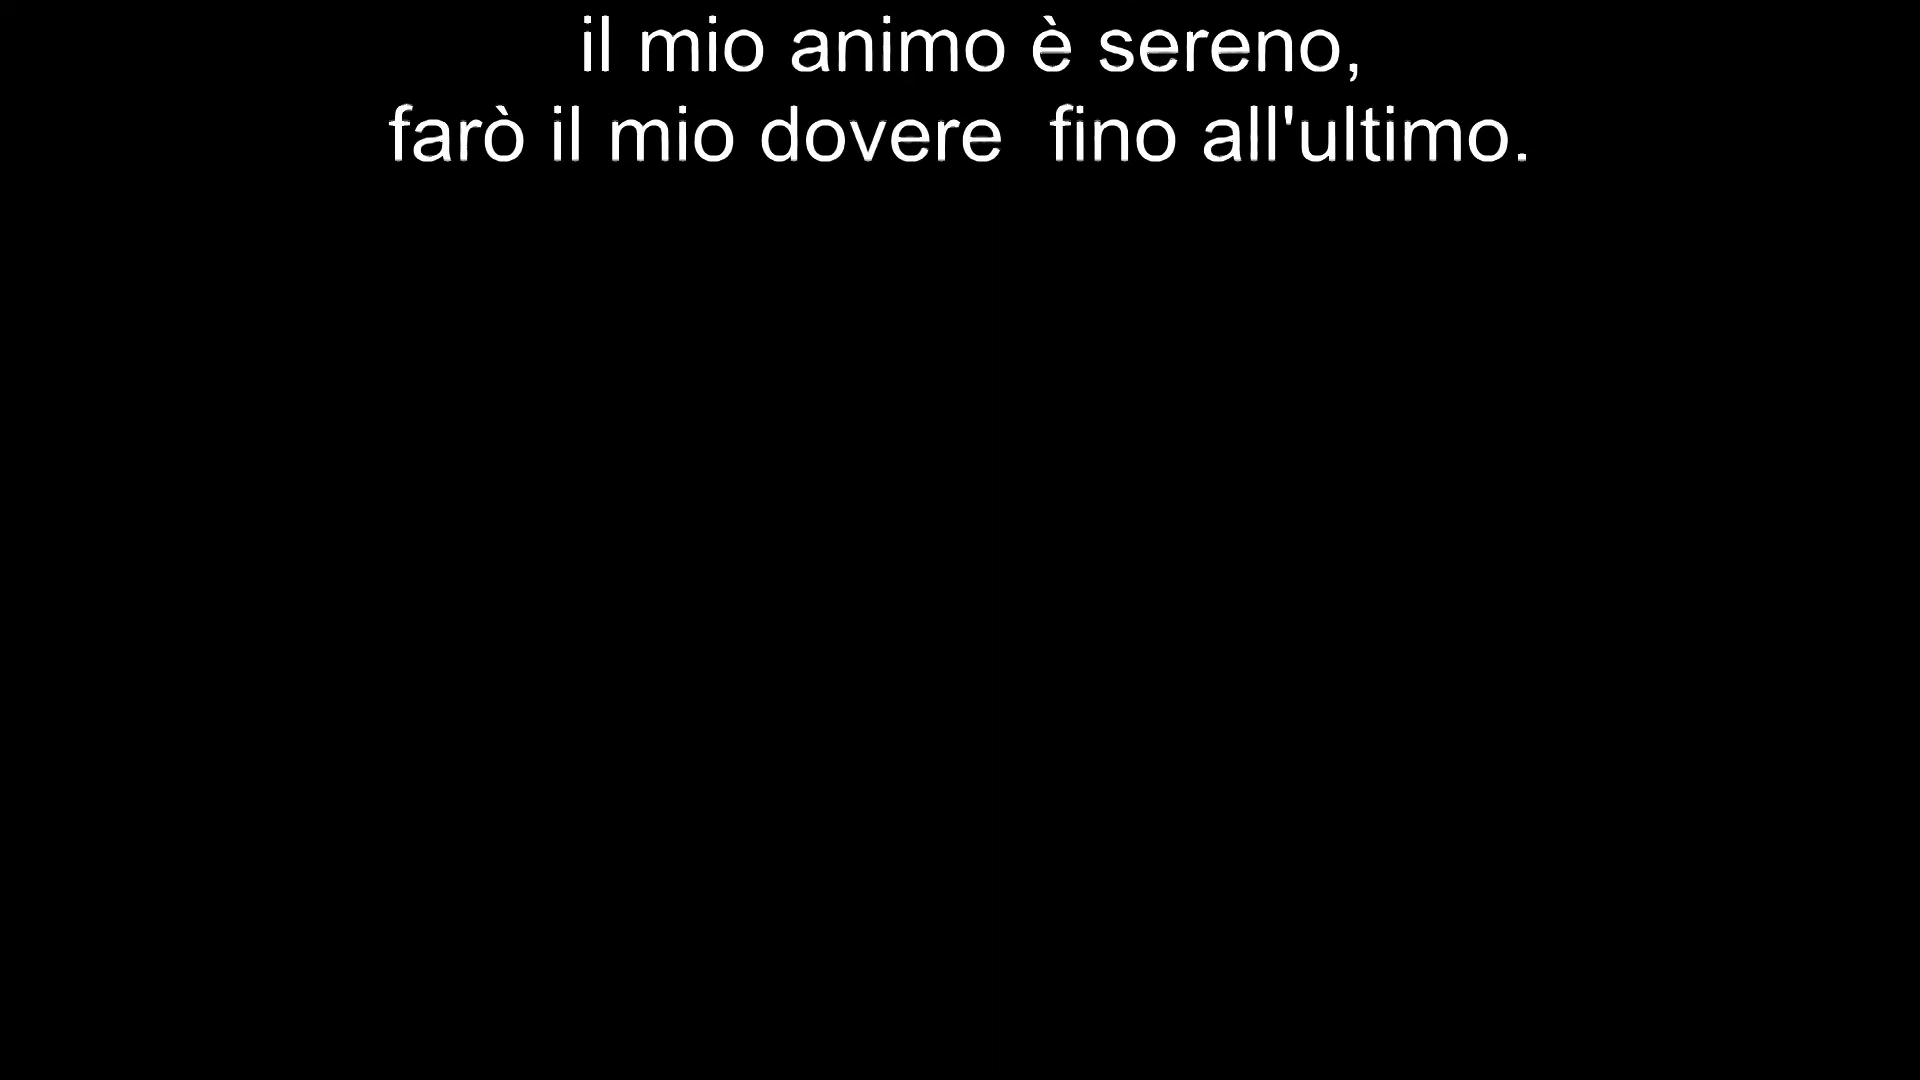 il mio animo è sereno,
farò il mio dovere  fino all'ultimo.